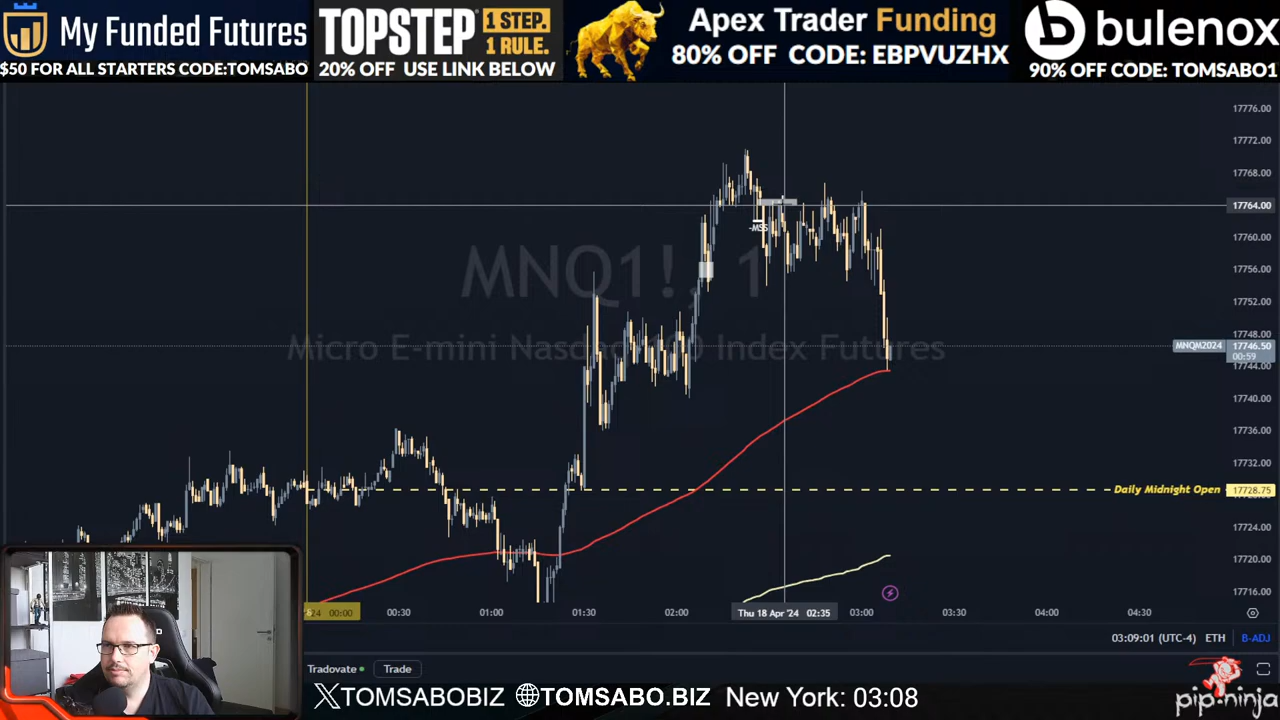 My Funded Futures
$50 FOR ALL STARTERS CODE:TOMSABO
TOPSTEP
1 STEP.
1 RULE.
20% OFF USE LINK BELOW
Apex Trader Funding
80% OFF CODE: EBPVUZHX
bulenox
90% OFF CODE: TOMSABO1
17776.00
17772.00
17768.00
17764.00
17760.00
17756.00
17752.00
17748.00
MNQM2024 17746.50
00:59
17744.00
17740.00
17736.00
17732.00
Daily Midnight Open 17728.75
17724.00
17720.00
17716.00
-MSS
MNQ1!, 1
Micro E-mini Nasdaq-100 Index Futures
24 00:00
00:30
01:00
01:30
02:00
Thu 18 Apr '24 02:35
03:00
03:30
04:00
04:30
03:09:01 (UTC-4) ETH B-ADJ
Tradovate
Trade
TOMSABOBIZ
TOMSABO.BIZ
New York: 03:08
pip.ninja